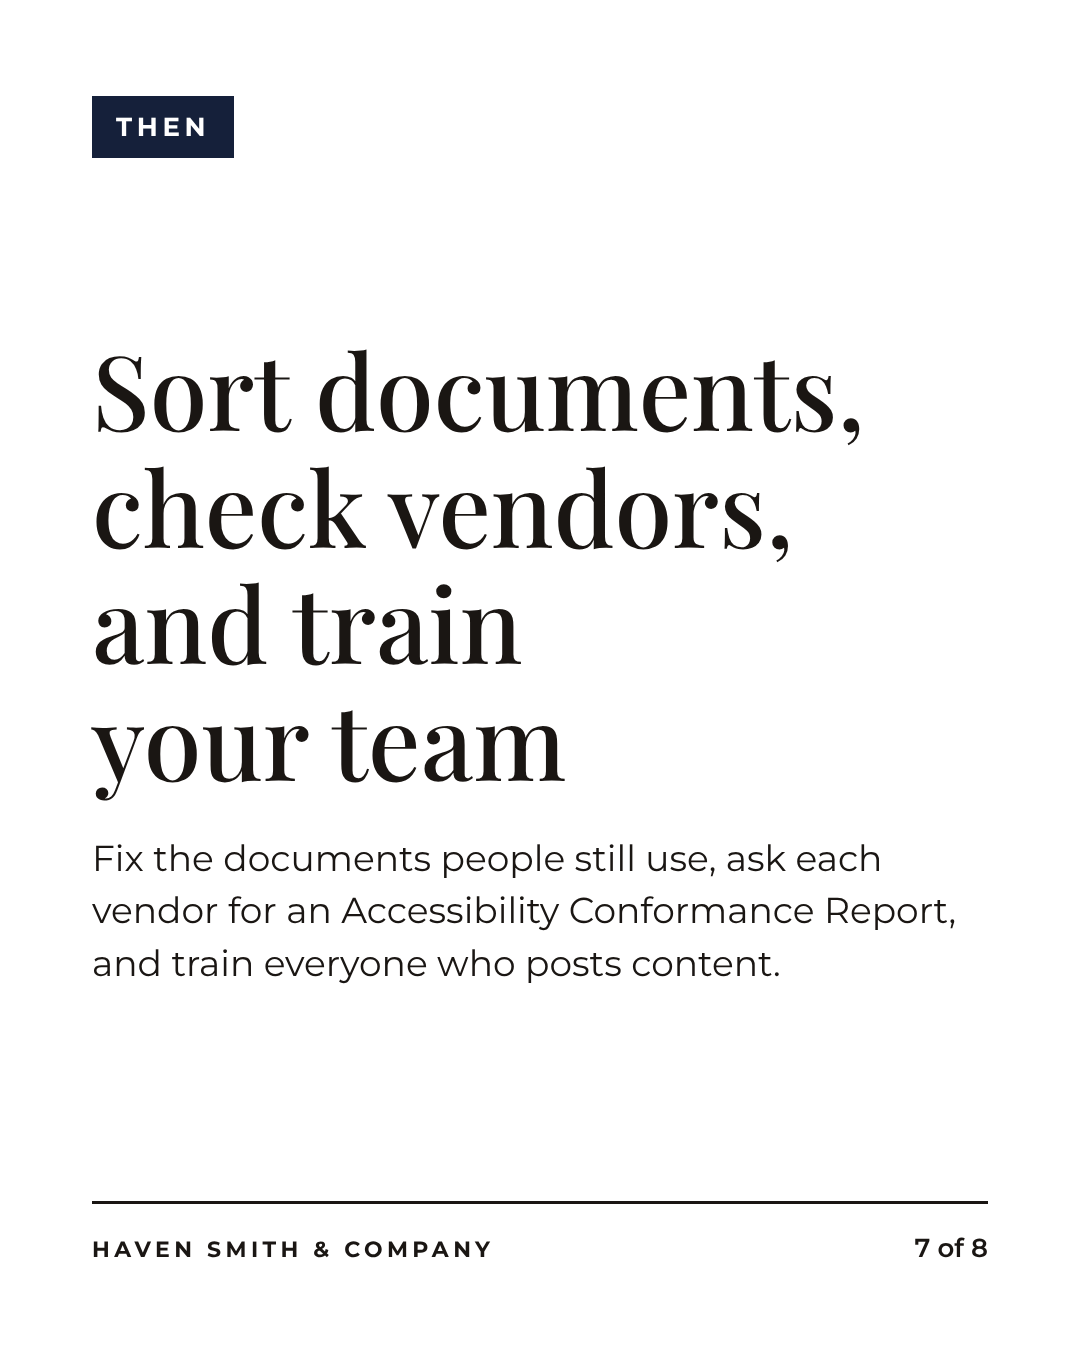 THEN
Sort documents,
check vendors,
and train
your team
Fix the documents people still use, ask each
vendor for an Accessibility Conformance Report,
and train everyone who posts content.
HAVEN SMITH & COMPANY
7 of 8